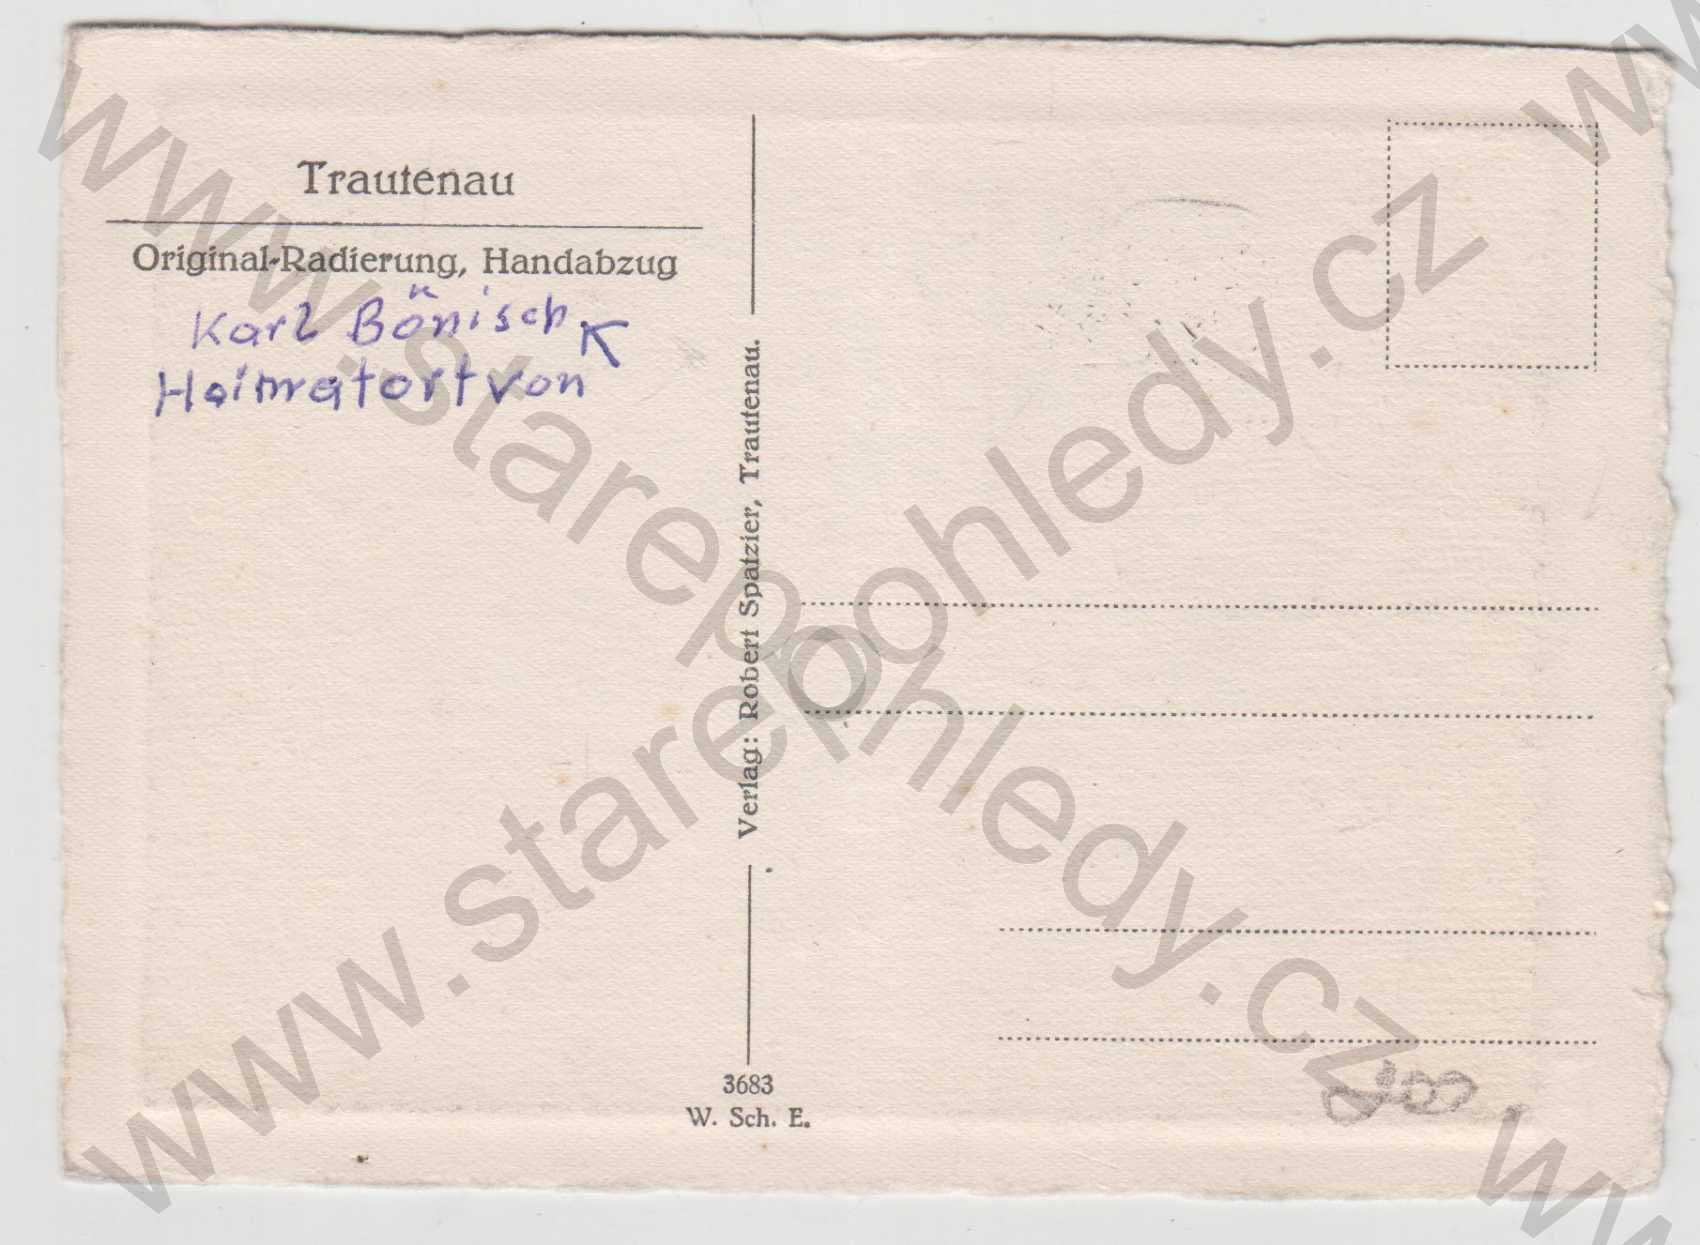 Trautenau
Original-Radierung, Handabzug
Karl Bönisch
Heimatort von
Verlag: Robert Spatzier, Trautenau.
3683
W. Sch. E.
www.starepohledy.cz
www.starepohledy.cz